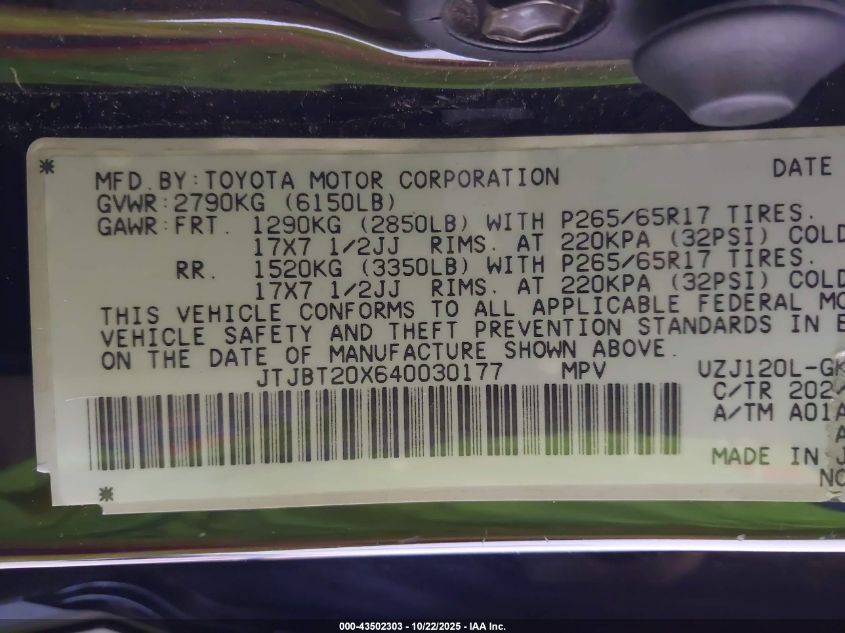 * MFD.BY:TOYOTA MOTOR CORPORATION DATE
GVWR:2790KG (6150LB)
GAWR:FRT. 1290KG (2850LB) WITH P265/65R17 TIRES.
17X7 1/2JJ RIMS. AT 220KPA (32PSI) COLD
RR. 1520KG (3350LB) WITH P265/65R17 TIRES.
17X7 1/2JJ RIMS. AT 220KPA (32PSI) COLD
THIS VEHICLE CONFORMS TO ALL APPLICABLE FEDERAL MO
VEHICLE SAFETY AND THEFT PREVENTION STANDARDS IN E
ON THE DATE OF MANUFACTURE SHOWN ABOVE.
JTJBT20X640030177 MPV UZJ120L-GK
C/TR 202
A/TM A01A
A
MADE IN J
NO
*
000-43502303 - 10/22/2025 - IAA Inc.